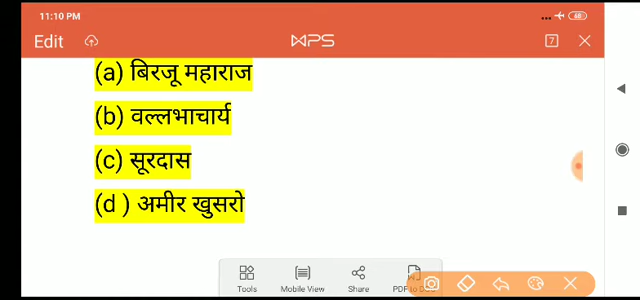 11:10 PM
48
Edit
WPS
7
(a) बिरजू महाराज
(b) वल्लभाचार्य
(c) सूरदास
(d ) अमीर खुसरो
Tools
Mobile View
Share
PDF to